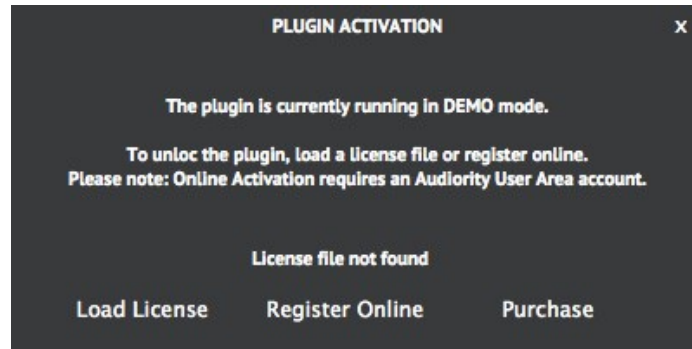 PLUGIN ACTIVATION X
The plugin is currently running in DEMO mode.
To unloc the plugin, load a license file or register online.
Please note: Online Activation requires an Audiority User Area account.
License file not found
Load License Register Online Purchase